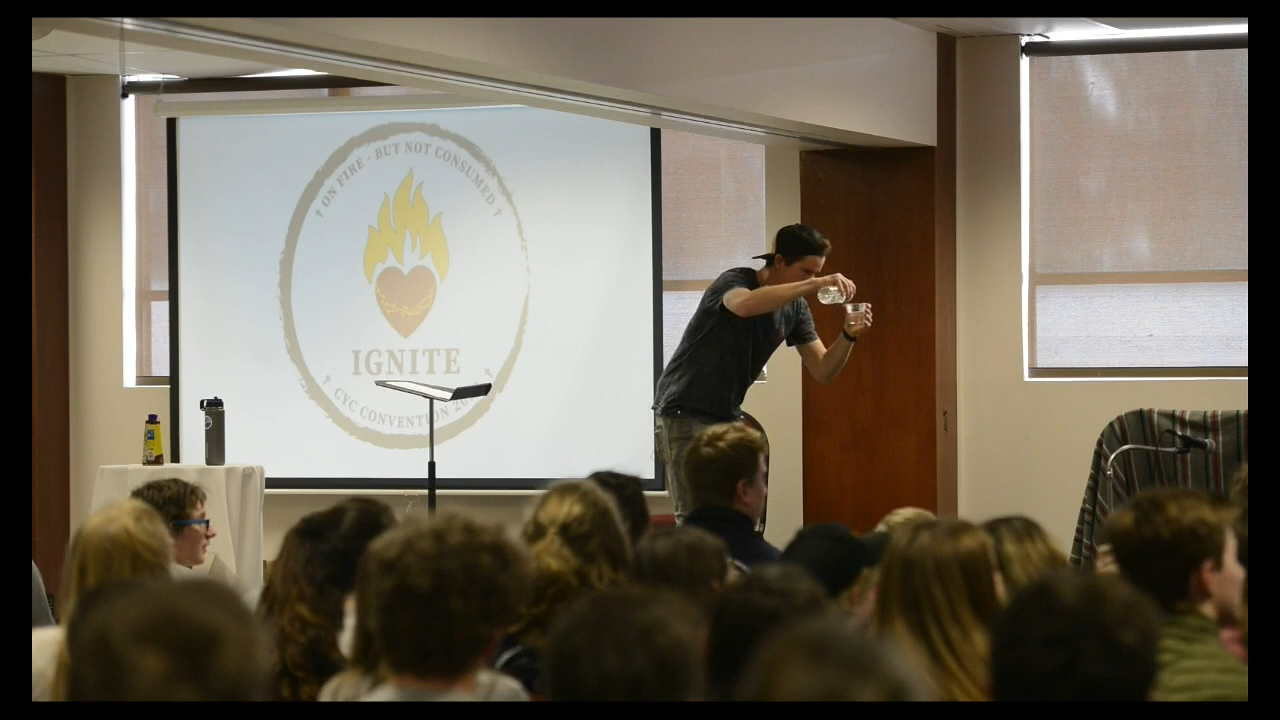 † ON FIRE - BUT NOT CONSUMED †
IGNITE
† CYC CONVENTION